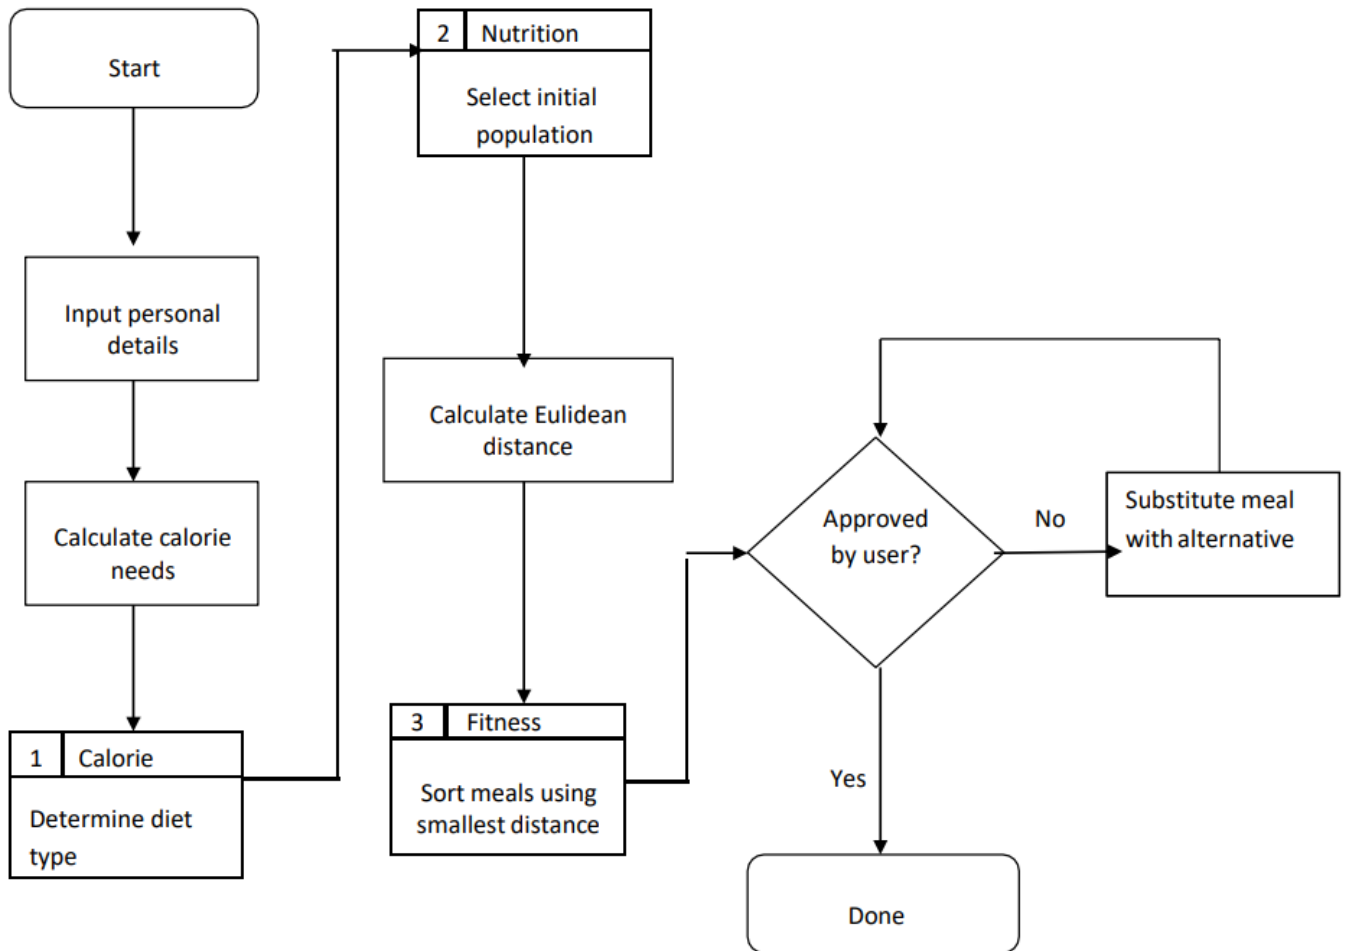 Start
Input personal
details
Calculate calorie
needs
1 Calorie
Determine diet
type
2 Nutrition
Select initial
population
Calculate Eulidean
distance
3 Fitness
Sort meals using
smallest distance
Approved
by user?
No
Substitute meal
with alternative
Yes
Done